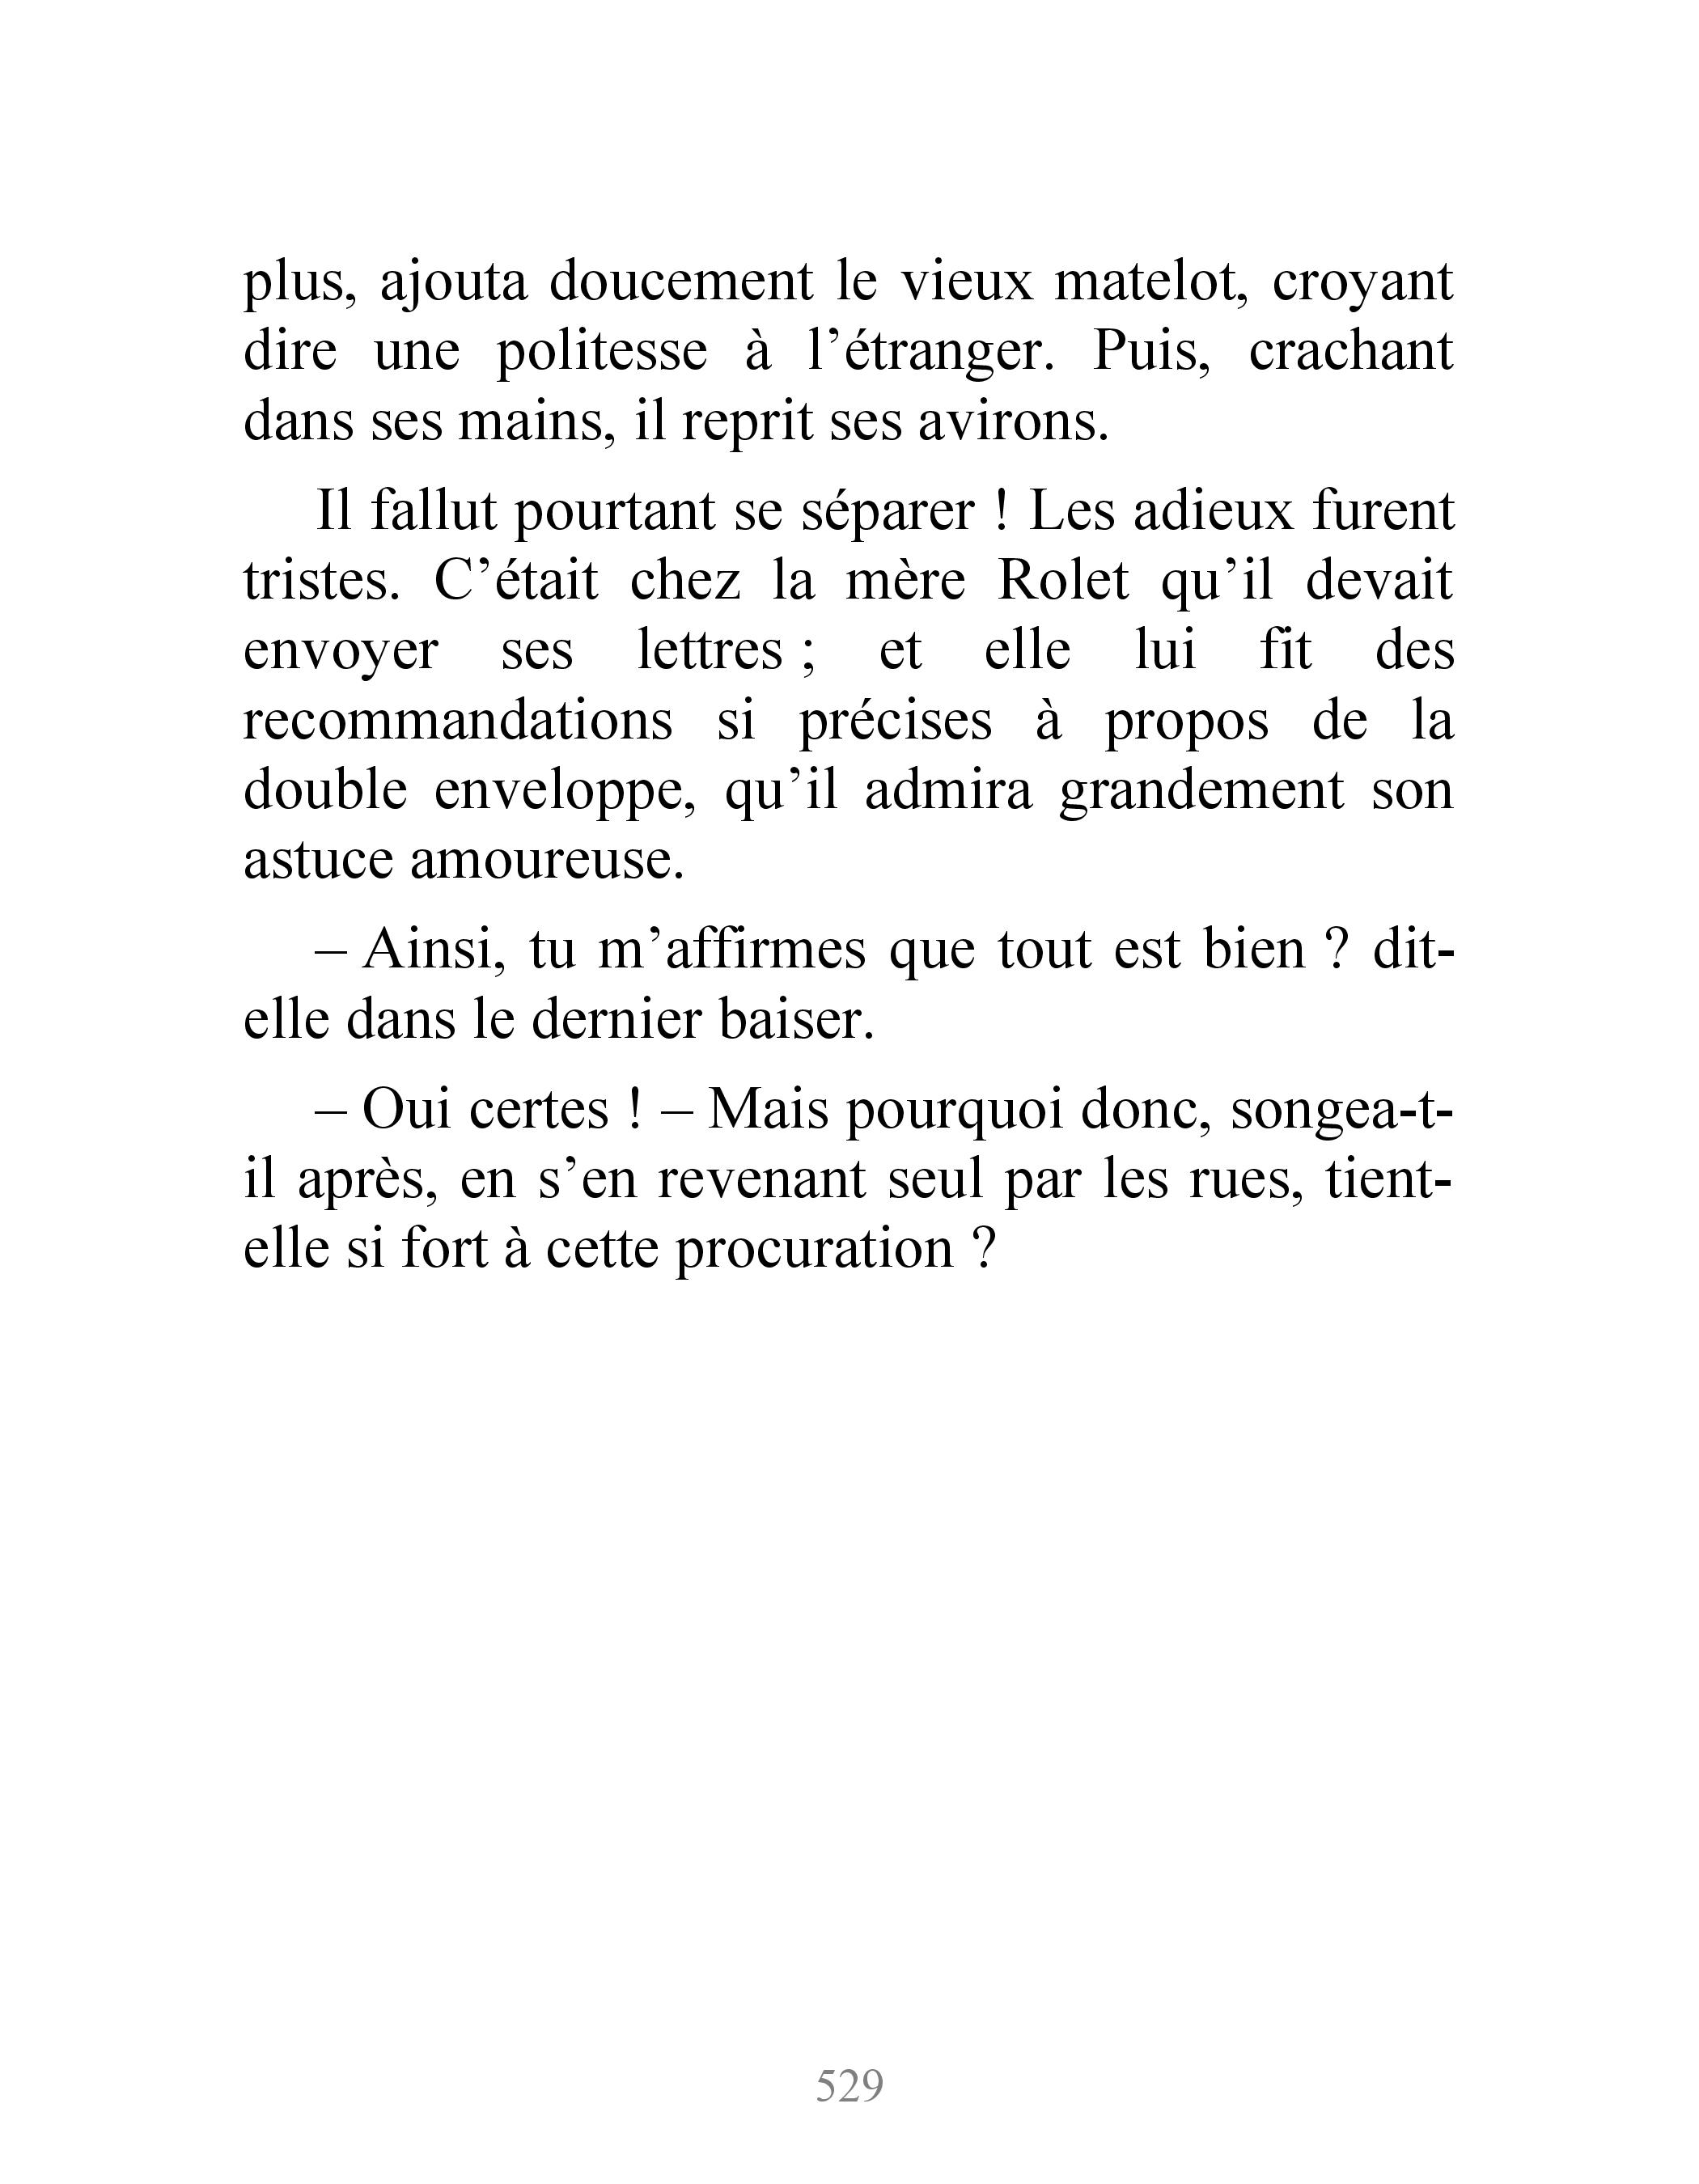 plus, ajouta doucement le vieux matelot, croyant
dire une politesse à l’étranger. Puis, crachant
dans ses mains, il reprit ses avirons.
Il fallut pourtant se séparer ! Les adieux furent
tristes. C’était chez la mère Rolet qu’il devait
envoyer ses lettres ; et elle lui fit des
recommandations si précises à propos de la
double enveloppe, qu’il admira grandement son
astuce amoureuse.
– Ainsi, tu m’affirmes que tout est bien ? dit-
elle dans le dernier baiser.
– Oui certes ! – Mais pourquoi donc, songea-t-
il après, en s’en revenant seul par les rues, tient-
elle si fort à cette procuration ?
529